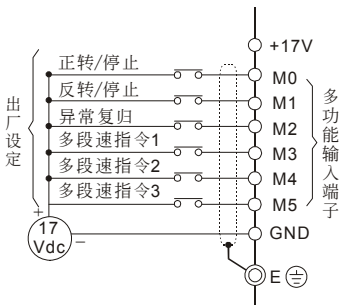 +17V
正转/停止
M0
反转/停止
M1
异常复归
M2
多段速指令1
M3
多段速指令2
M4
多段速指令3
M5
出厂设定
多功能输入端子
+
17
Vdc
–
GND
E